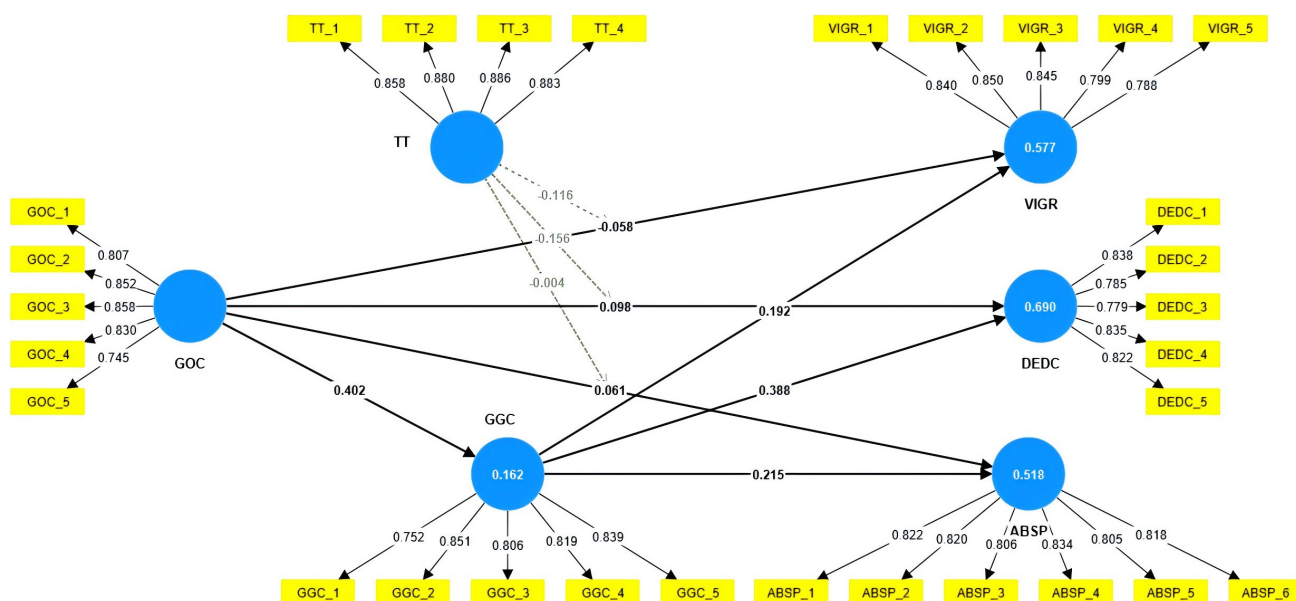 TT_1
TT_2
TT_3
TT_4
0.858
0.880
0.886
0.883
TT
VIGR_1
VIGR_2
VIGR_3
VIGR_4
VIGR_5
0.840
0.850
0.845
0.799
0.788
0.577
VIGR
-0.116
-0.156
-0.004
-0.058
0.098
0.061
0.192
0.388
0.215
0.402
GOC_1
GOC_2
GOC_3
GOC_4
GOC_5
0.807
0.852
0.858
0.830
0.745
GOC
DEDC_1
DEDC_2
DEDC_3
DEDC_4
DEDC_5
0.838
0.785
0.779
0.835
0.822
0.690
DEDC
GGC
0.162
0.752
0.851
0.806
0.819
0.839
GGC_1
GGC_2
GGC_3
GGC_4
GGC_5
0.518
ABSP
0.822
0.820
0.806
0.834
0.805
0.818
ABSP_1
ABSP_2
ABSP_3
ABSP_4
ABSP_5
ABSP_6